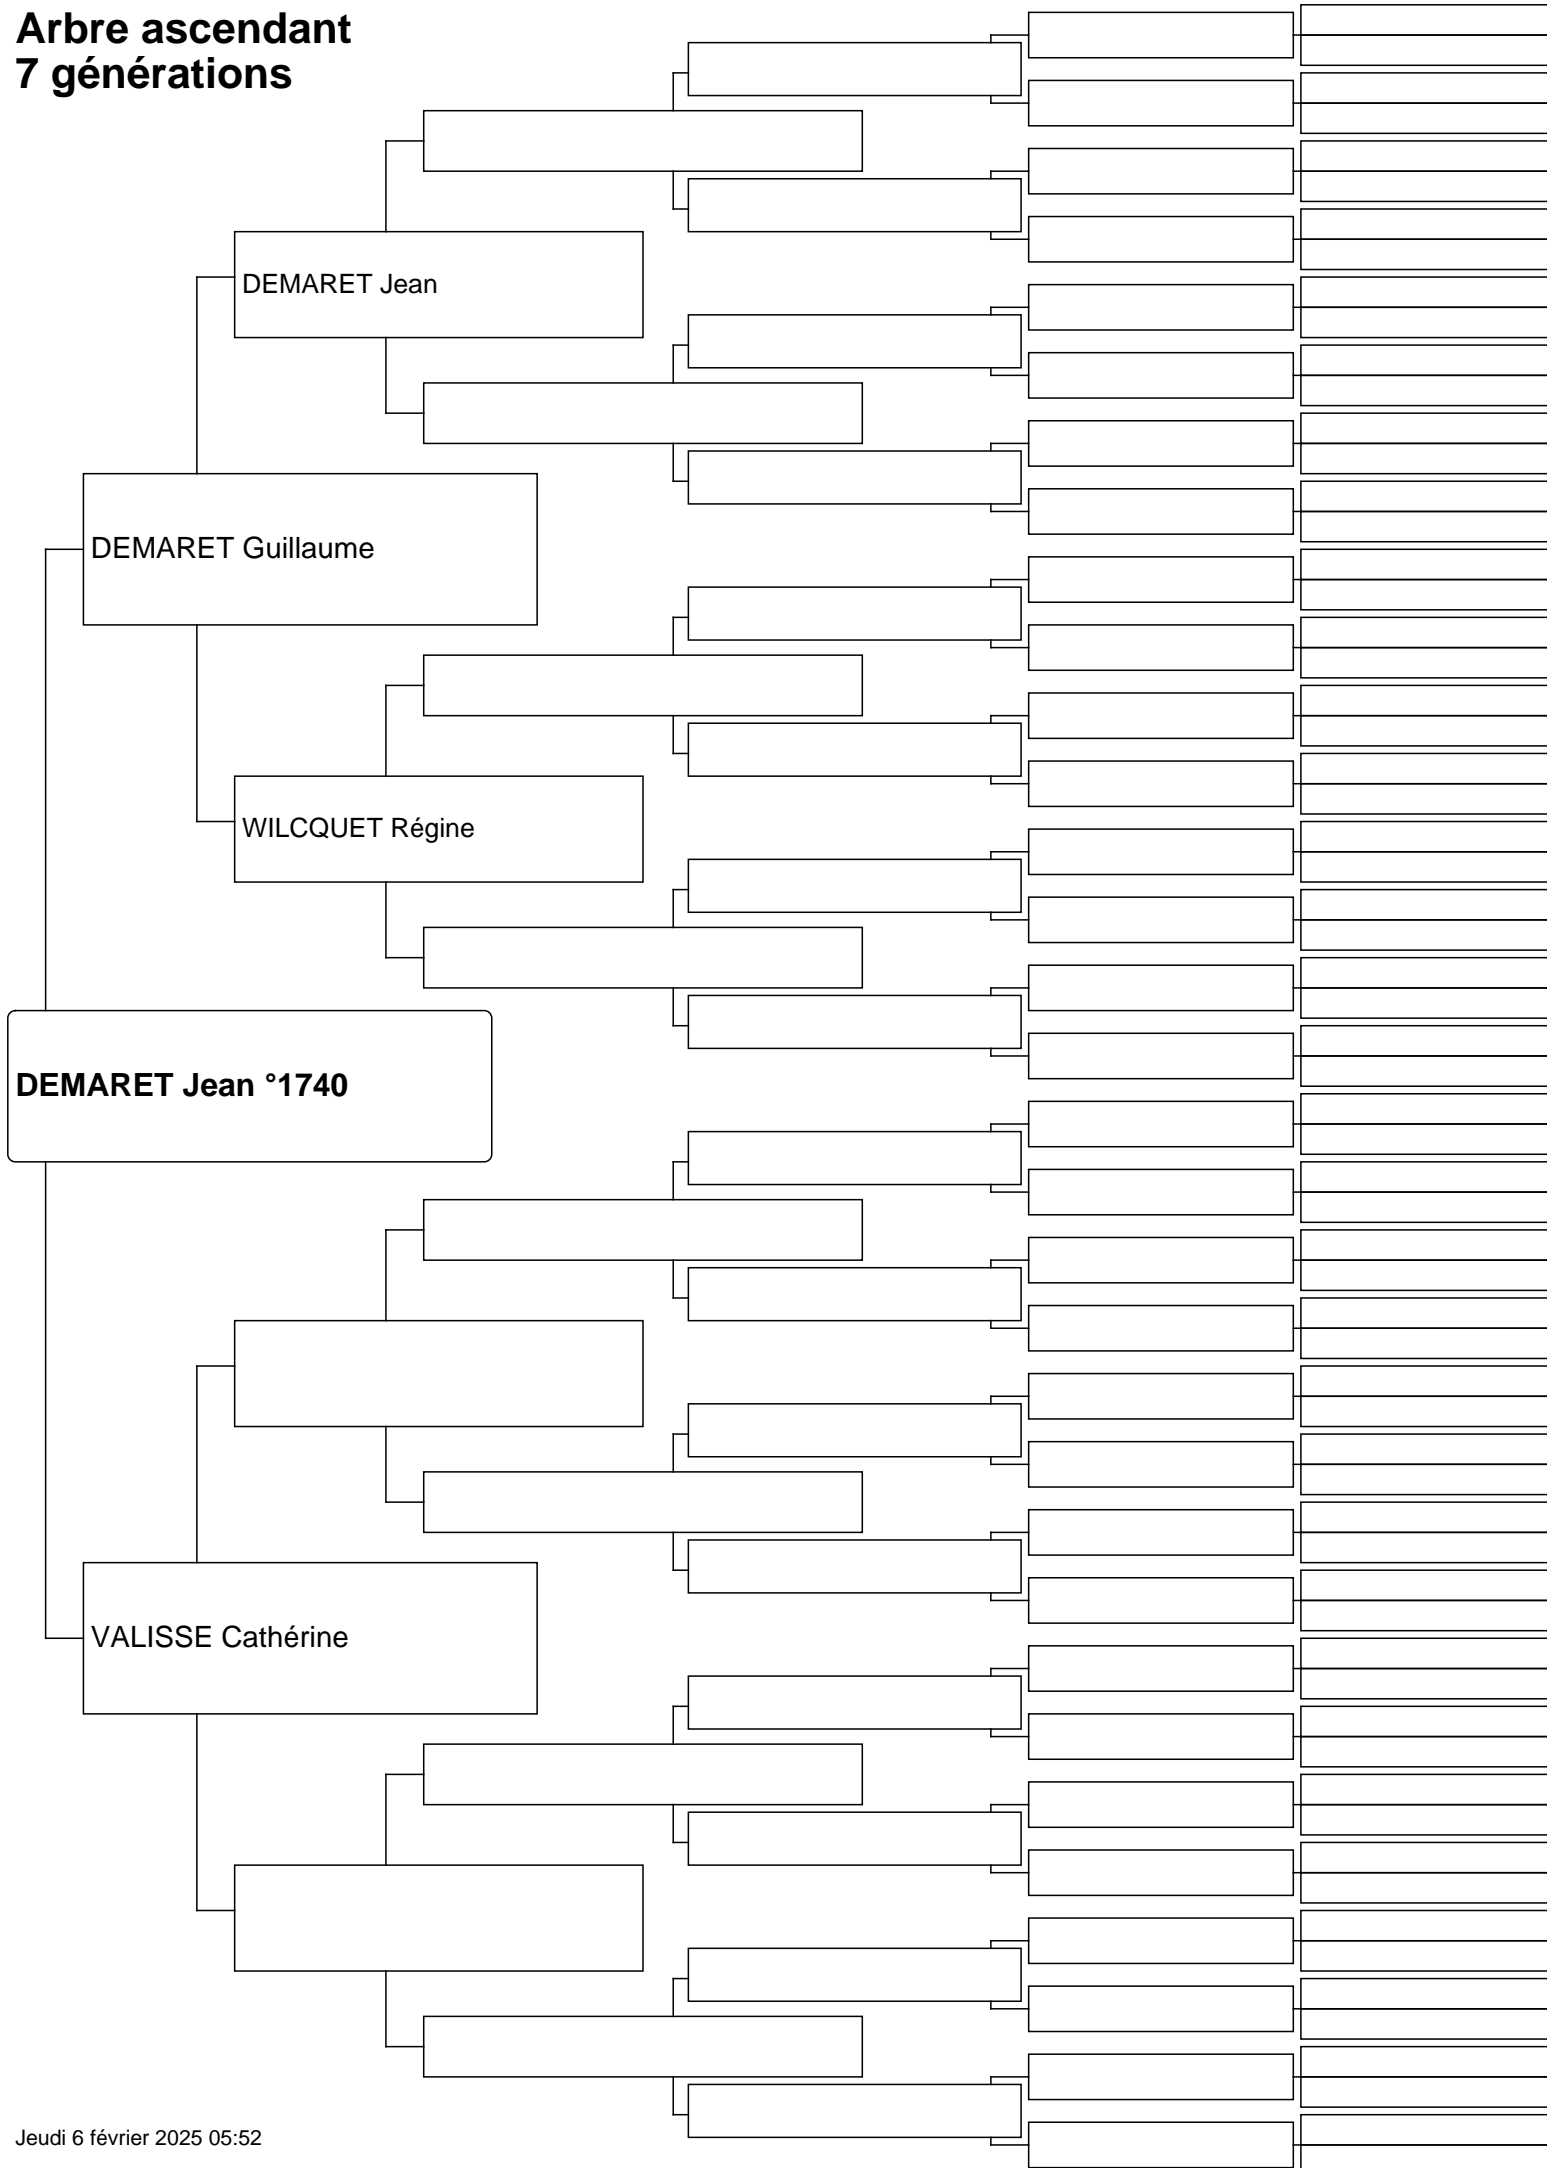 Arbre ascendant
7 générations
DEMARET Jean
DEMARET Guillaume
WILCQUET Régine
DEMARET Jean °1740
VALISSE Cathérine
Jeudi 6 février 2025 05:52